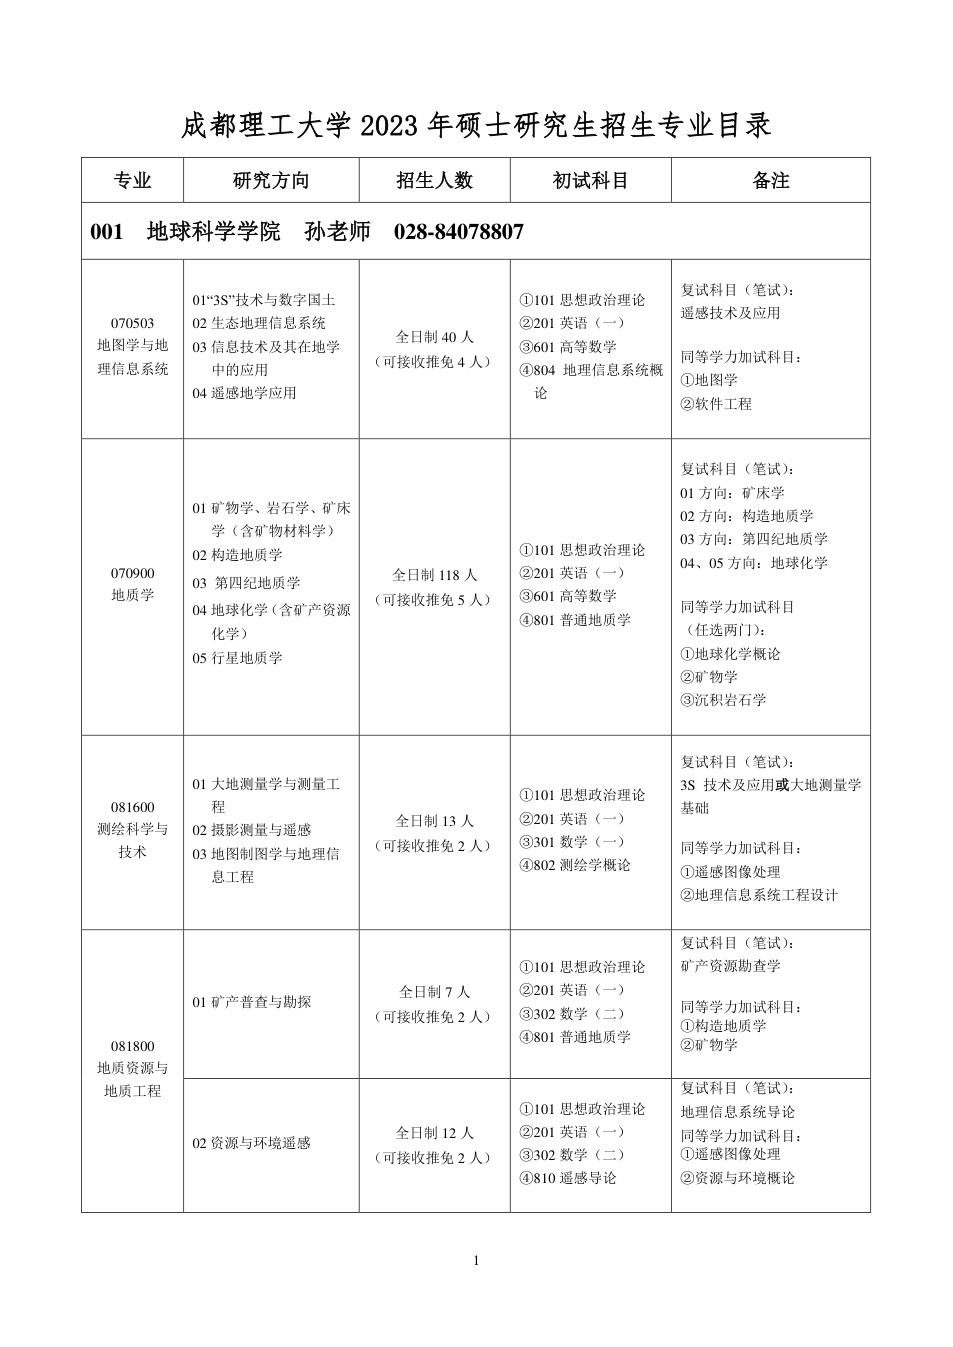 成都理工大学 2023 年硕士研究生招生专业目录
专业 研究方向 招生人数 初试科目 备注
001 地球科学学院 孙老师 028-84078807
070503
地图学与地
理信息系统
01“3S”技术与数字国土
02 生态地理信息系统
03 信息技术及其在地学
中的应用
04 遥感地学应用
全日制 40 人
（可接收推免 4 人）
①101 思想政治理论
②201 英语（一）
③601 高等数学
④804 地理信息系统概
论
复试科目（笔试）：
遥感技术及应用
同等学力加试科目：
①地图学
②软件工程
070900
地质学
01 矿物学、岩石学、矿床
学（含矿物材料学）
02 构造地质学
03 第四纪地质学
04 地球化学（含矿产资源
化学）
05 行星地质学
全日制 118 人
（可接收推免 5 人）
①101 思想政治理论
②201 英语（一）
③601 高等数学
④801 普通地质学
复试科目（笔试）：
01 方向：矿床学
02 方向：构造地质学
03 方向：第四纪地质学
04、05 方向：地球化学
同等学力加试科目
（任选两门）：
①地球化学概论
②矿物学
③沉积岩石学
081600
测绘科学与
技术
01 大地测量学与测量工
程
02 摄影测量与遥感
03 地图制图学与地理信
息工程
全日制 13 人
（可接收推免 2 人）
①101 思想政治理论
②201 英语（一）
③301 数学（一）
④802 测绘学概论
复试科目（笔试）：
3S 技术及应用或大地测量学
基础
同等学力加试科目：
①遥感图像处理
②地理信息系统工程设计
081800
地质资源与
地质工程
01 矿产普查与勘探
全日制 7 人
（可接收推免 2 人）
①101 思想政治理论
②201 英语（一）
③302 数学（二）
④801 普通地质学
复试科目（笔试）：
矿产资源勘查学
同等学力加试科目：
①构造地质学
②矿物学
02 资源与环境遥感
全日制 12 人
（可接收推免 2 人）
①101 思想政治理论
②201 英语（一）
③302 数学（二）
④810 遥感导论
复试科目（笔试）：
地理信息系统导论
同等学力加试科目：
①遥感图像处理
②资源与环境概论
1